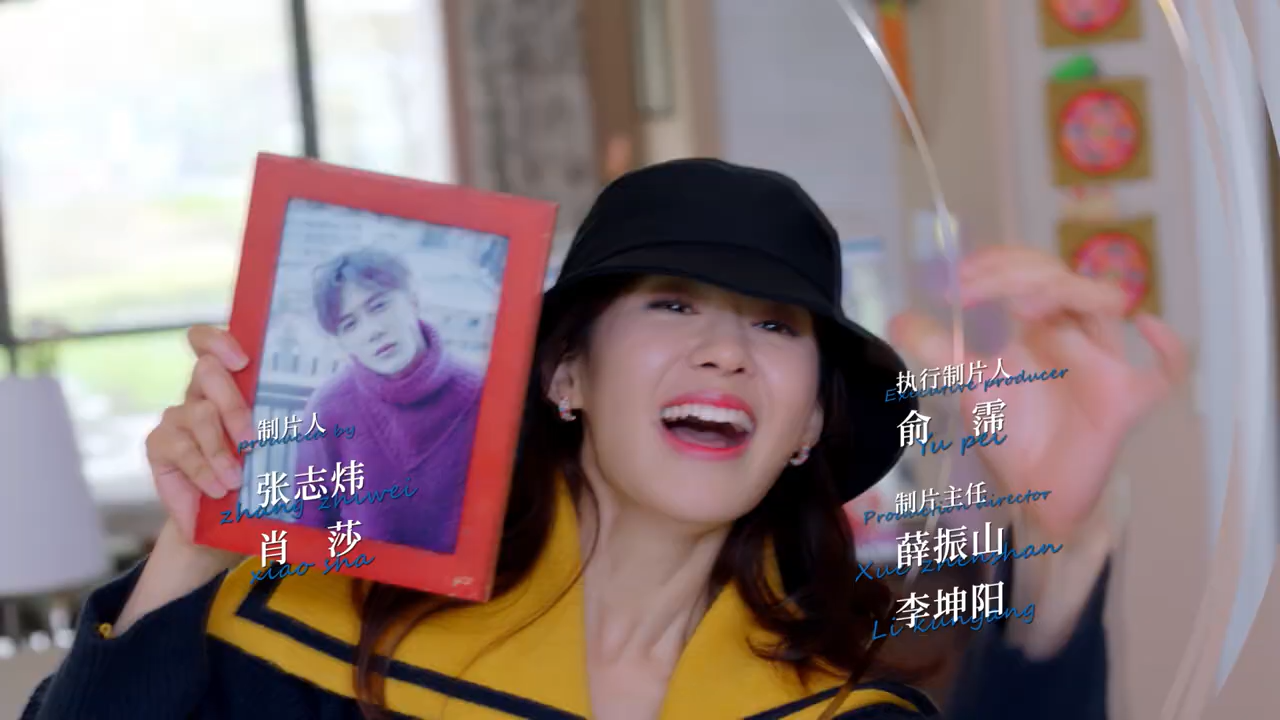 制片人
produced by
张志炜
zhang zhiwei
肖 莎
xiao sha
执行制片人
Executive producer
俞 霈
Yu pei
制片主任
Production director
薛振山
Xue zhenshan
李坤阳
Li kunyang